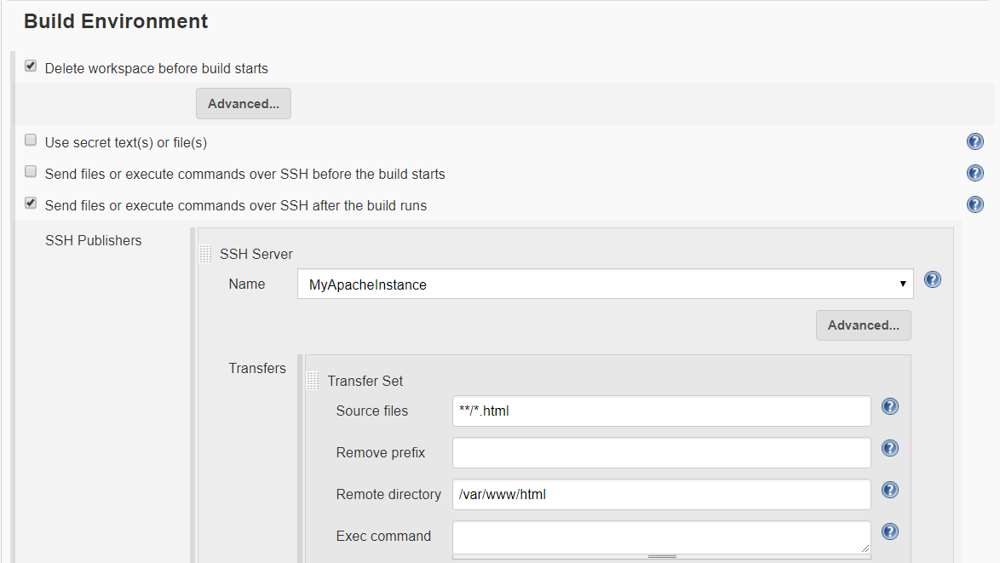 Build Environment
Delete workspace before build starts
Advanced...
Use secret text(s) or file(s)
Send files or execute commands over SSH before the build starts
Send files or execute commands over SSH after the build runs
SSH Publishers
SSH Server
Name
MyApacheInstance
Advanced...
Transfers
Transfer Set
Source files
**/*.html
Remove prefix
Remote directory
/var/www/html
Exec command